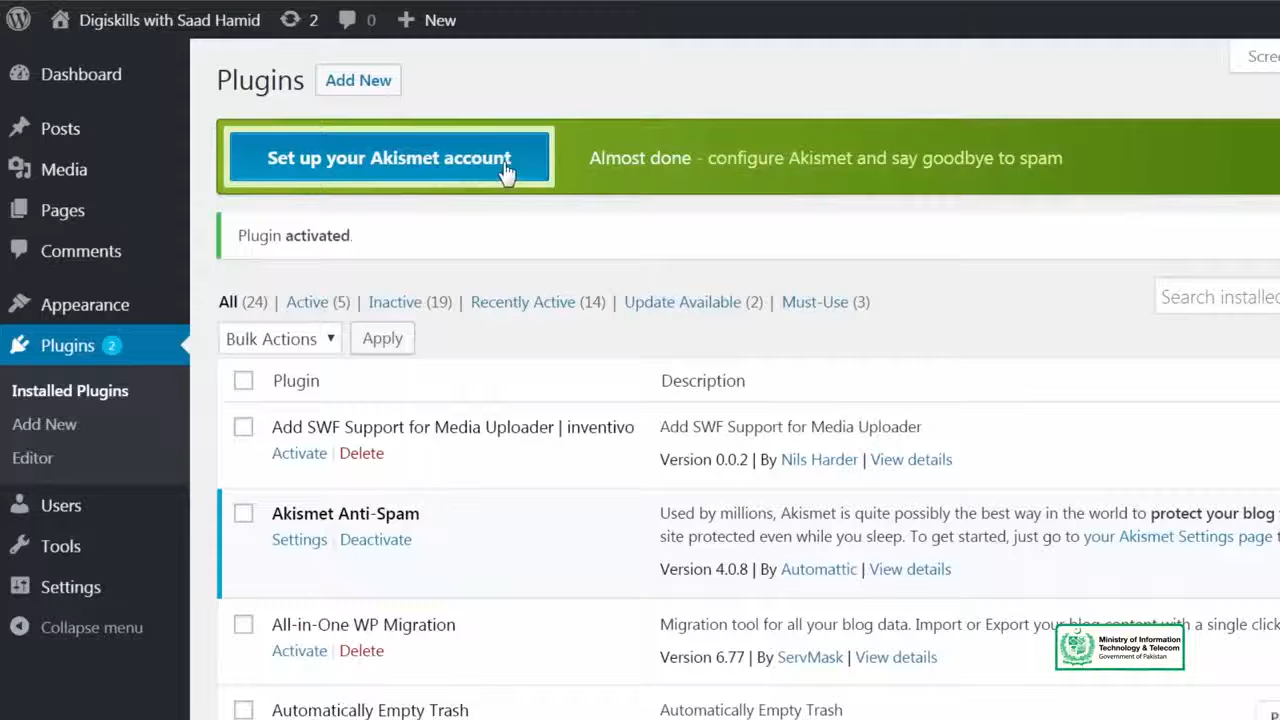 Digiskills with Saad Hamid 2 0 New
Dashboard
Posts
Media
Pages
Comments
Appearance
Plugins 2
Installed Plugins
Add New
Editor
Users
Tools
Settings
Collapse menu
Plugins Add New
Set up your Akismet account Almost done - configure Akismet and say goodbye to spam
Plugin activated.
All (24) | Active (5) | Inactive (19) | Recently Active (14) | Update Available (2) | Must-Use (3)
Search installed
Bulk Actions Apply
Plugin Description
Add SWF Support for Media Uploader | inventivo
Activate | Delete
Add SWF Support for Media Uploader
Version 0.0.2 | By Nils Harder | View details
Akismet Anti-Spam
Settings | Deactivate
Used by millions, Akismet is quite possibly the best way in the world to protect your blog
site protected even while you sleep. To get started, just go to your Akismet Settings page
Version 4.0.8 | By Automattic | View details
All-in-One WP Migration
Activate | Delete
Migration tool for all your blog data. Import or Export your blog content with a single click
Version 6.77 | By ServMask | View details
Automatically Empty Trash
Automatically Empty Trash
Ministry of Information
Technology & Telecom
Government of Pakistan